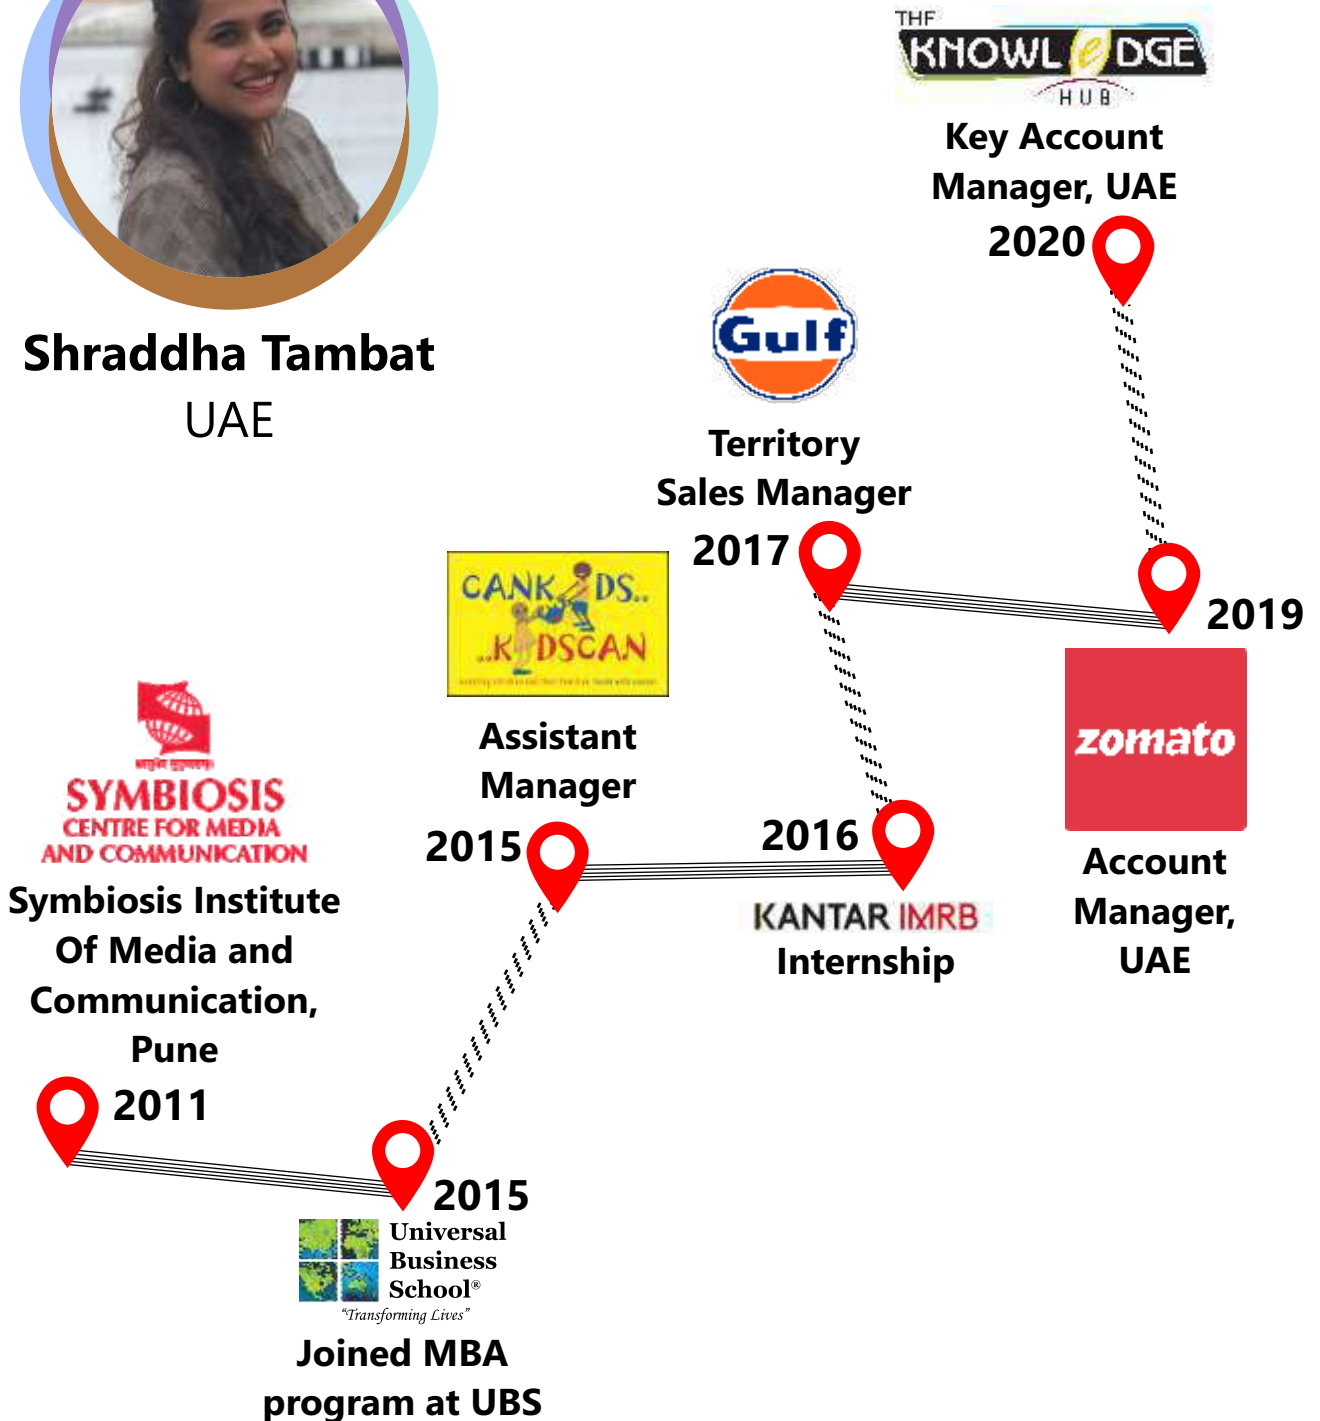 THE
KNOWLEDGE
HUB
Key Account
Manager, UAE
2020
Gulf
Shraddha Tambat
UAE
Territory
Sales Manager
2017
CANKIDS..
..KIDSCAN
Assistant
Manager
2015
2019
zomato
Account
Manager,
UAE
2016
KANTAR IMRB
Internship
SYMBIOSIS
CENTRE FOR MEDIA
AND COMMUNICATION
Symbiosis Institute
Of Media and
Communication,
Pune
2011
2015
Universal
Business
School®
“Transforming Lives”
Joined MBA
program at UBS